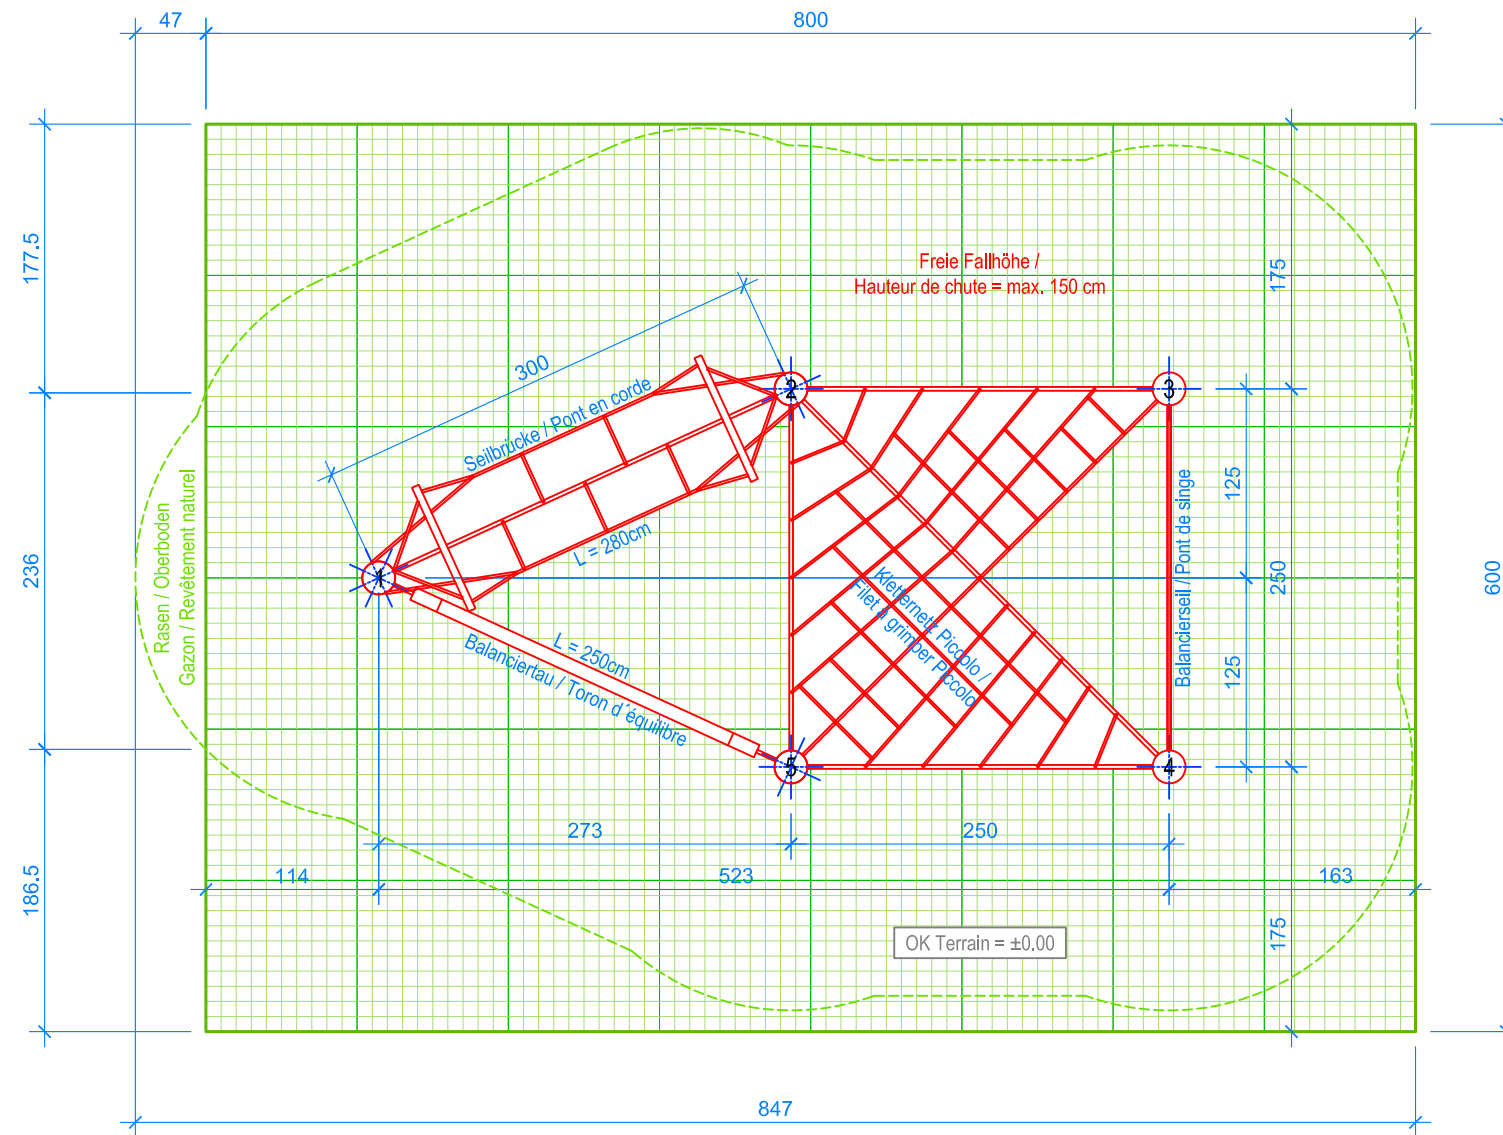 47
800
177.5
236
186.5
600
Freie Fallhöhe /
Hauteur de chute = max. 150 cm
175
300
Seilbrücke / Pont en corde
L = 280cm
2
3
1
125
250
125
Balancierseil / Pont de singe
Rasen / Oberboden
Gazon / Revêtement naturel
Kletternetz Piccolo /
Filet à grimper Piccolo
L = 250cm
Balanciertau / Toron d´équilibre
5
4
273
250
114
523
163
175
OK Terrain = ±0.00
847